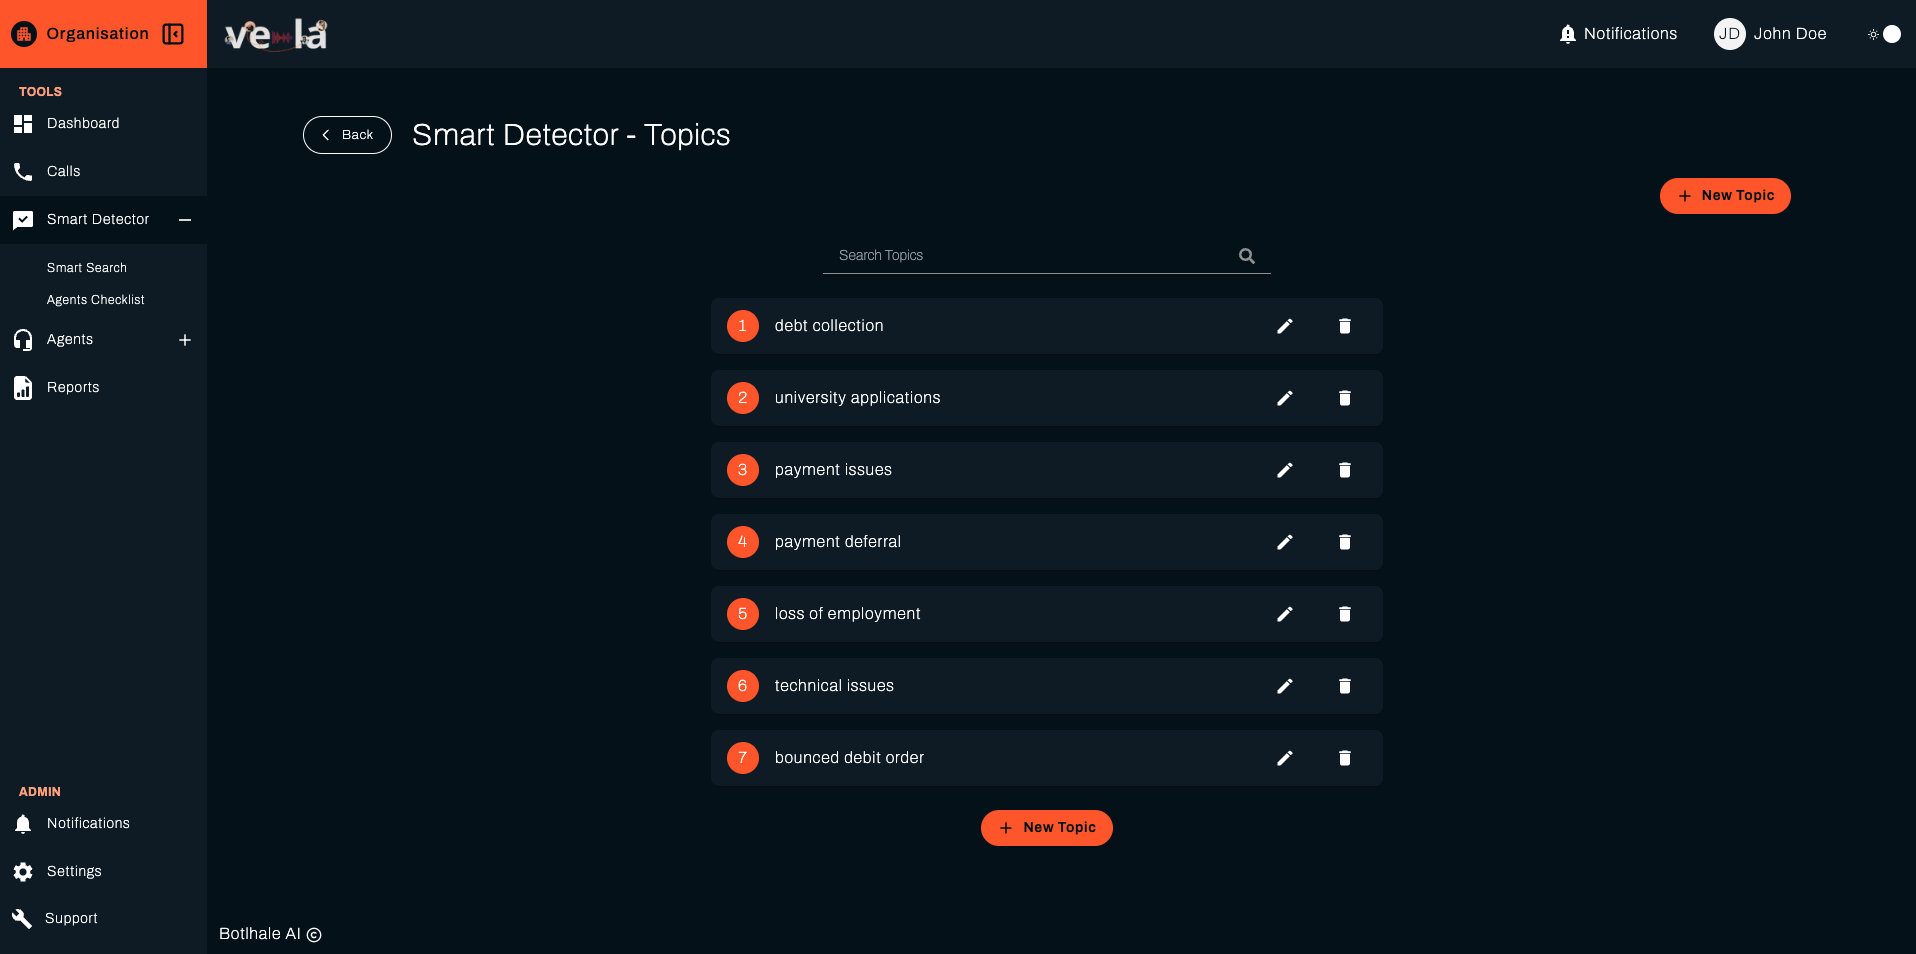 Organisation
vela
Notifications
JD John Doe
TOOLS
Dashboard
Calls
Smart Detector
Smart Search
Agents Checklist
Agents
Reports
ADMIN
Notifications
Settings
Support
Back
Smart Detector - Topics
New Topic
Search Topics
1 debt collection
2 university applications
3 payment issues
4 payment deferral
5 loss of employment
6 technical issues
7 bounced debit order
New Topic
Botlhale AI ©